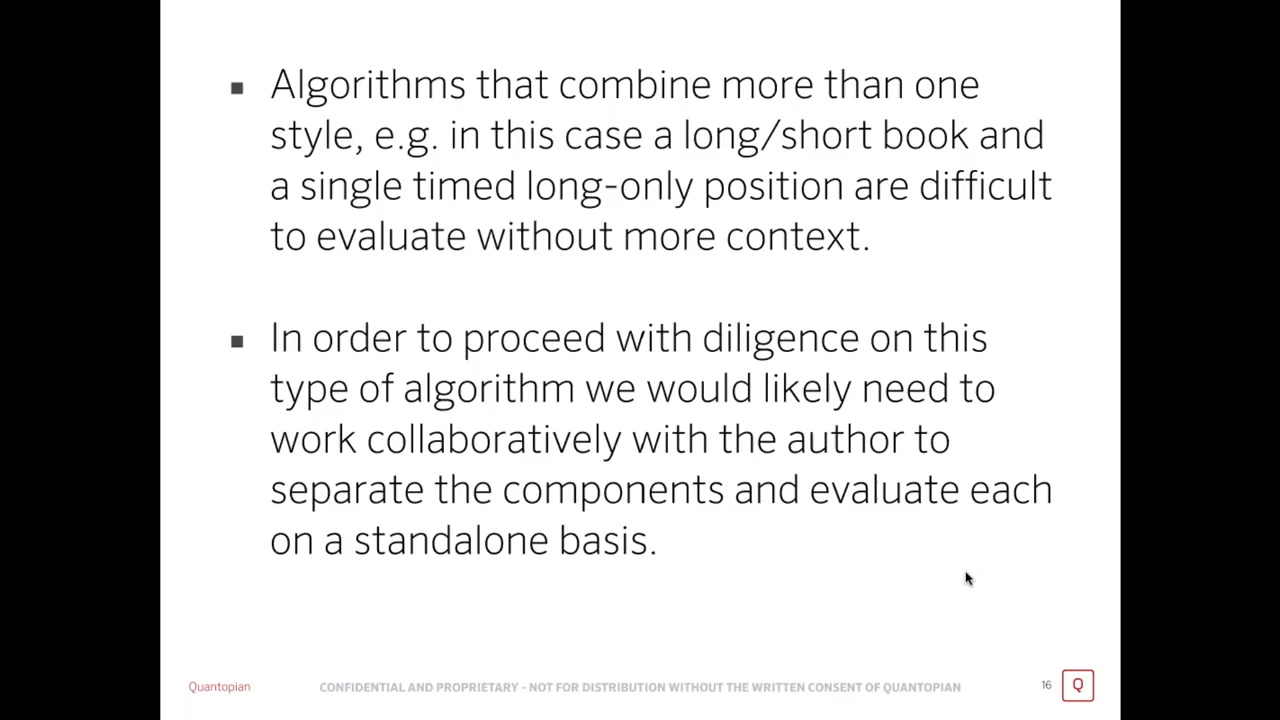 ▪ Algorithms that combine more than one
style, e.g. in this case a long/short book and
a single timed long-only position are difficult
to evaluate without more context.
▪ In order to proceed with diligence on this
type of algorithm we would likely need to
work collaboratively with the author to
separate the components and evaluate each
on a standalone basis.
Quantopian CONFIDENTIAL AND PROPRIETARY - NOT FOR DISTRIBUTION WITHOUT THE WRITTEN CONSENT OF QUANTOPIAN 16 Q